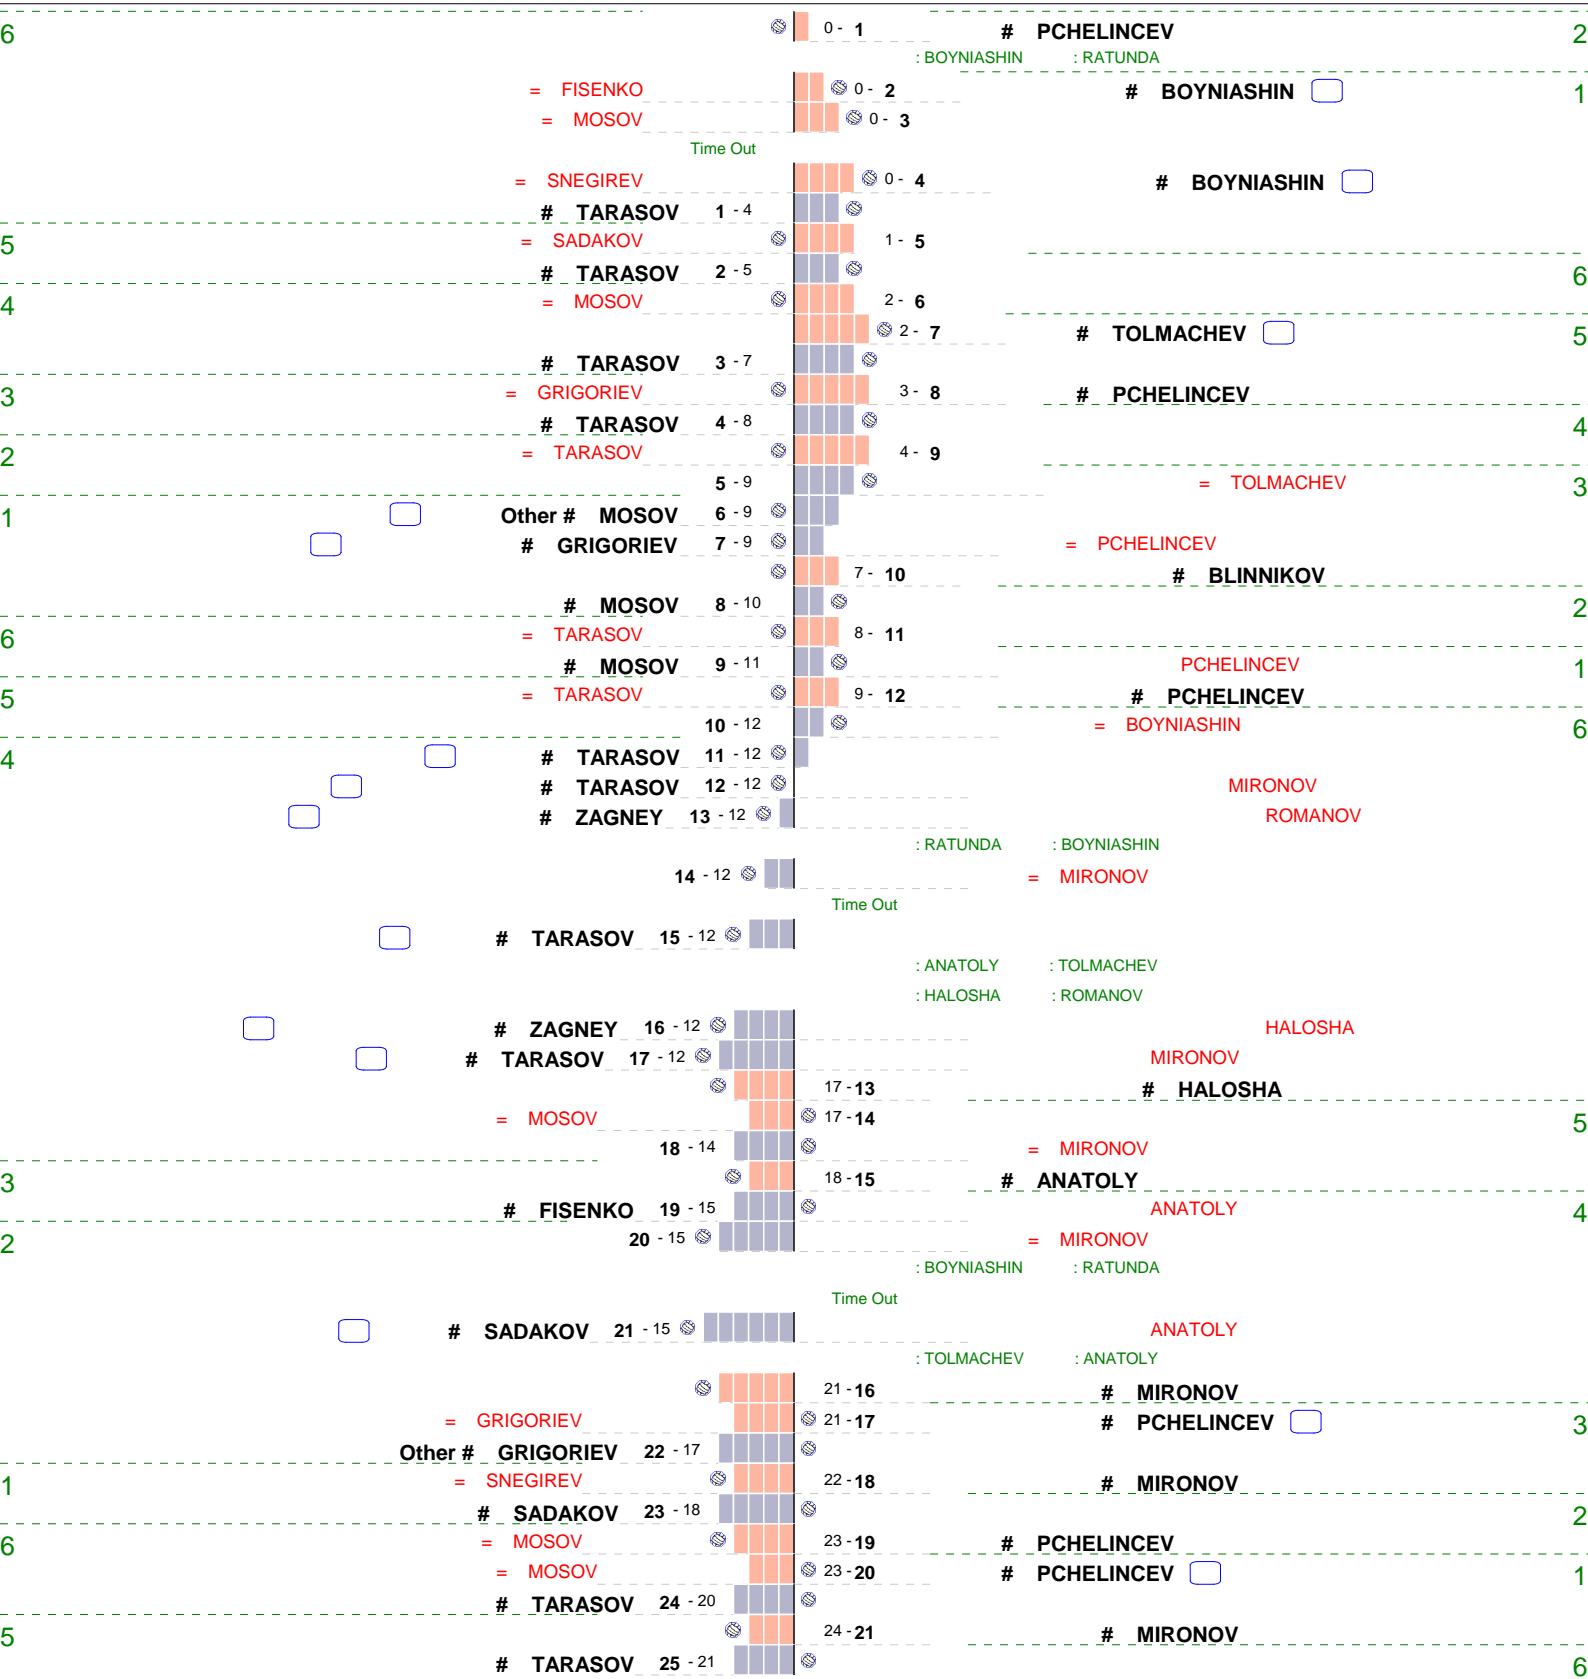 6 0- 1 # PCHELINCEV 2
: BOYNIASHIN : RATUNDA
= FISENKO 0- 2 # BOYNIASHIN 1
= MOSOV 0- 3
Time Out
= SNEGIREV 0- 4 # BOYNIASHIN
# TARASOV 1 - 4
5 = SADAKOV 1- 5
# TARASOV 2 - 5 6
4 = MOSOV 2- 6
2- 7 # TOLMACHEV 5
# TARASOV 3 - 7
3 = GRIGORIEV 3- 8 # PCHELINCEV
# TARASOV 4 - 8 4
2 = TARASOV 4- 9
5 - 9 = TOLMACHEV 3
1 Other # MOSOV 6 - 9
# GRIGORIEV 7 - 9 = PCHELINCEV
7- 10 # BLINNIKOV
# MOSOV 8 - 10 2
6 = TARASOV 8- 11
# MOSOV 9 - 11 PCHELINCEV 1
5 = TARASOV 9- 12 # PCHELINCEV
10 - 12 = BOYNIASHIN 6
4 # TARASOV 11 - 12
# TARASOV 12 - 12 MIRONOV
# ZAGNEY 13 - 12 ROMANOV
: RATUNDA : BOYNIASHIN
14 - 12 = MIRONOV
Time Out
# TARASOV 15 - 12
: ANATOLY : TOLMACHEV
: HALOSHA : ROMANOV
# ZAGNEY 16 - 12 HALOSHA
# TARASOV 17 - 12 MIRONOV
17 - 13 # HALOSHA
= MOSOV 17 - 14 5
18 - 14 = MIRONOV
3 18 - 15 # ANATOLY
# FISENKO 19 - 15 ANATOLY 4
2 20 - 15 = MIRONOV
: BOYNIASHIN : RATUNDA
Time Out
# SADAKOV 21 - 15 ANATOLY
: TOLMACHEV : ANATOLY
21 - 16 # MIRONOV
= GRIGORIEV 21 - 17 # PCHELINCEV 3
Other # GRIGORIEV 22 - 17
1 = SNEGIREV 22 - 18 # MIRONOV
# SADAKOV 23 - 18 2
6 = MOSOV 23 - 19 # PCHELINCEV
= MOSOV 23 - 20 # PCHELINCEV 1
# TARASOV 24 - 20
5 24 - 21 # MIRONOV
# TARASOV 25 - 21 6